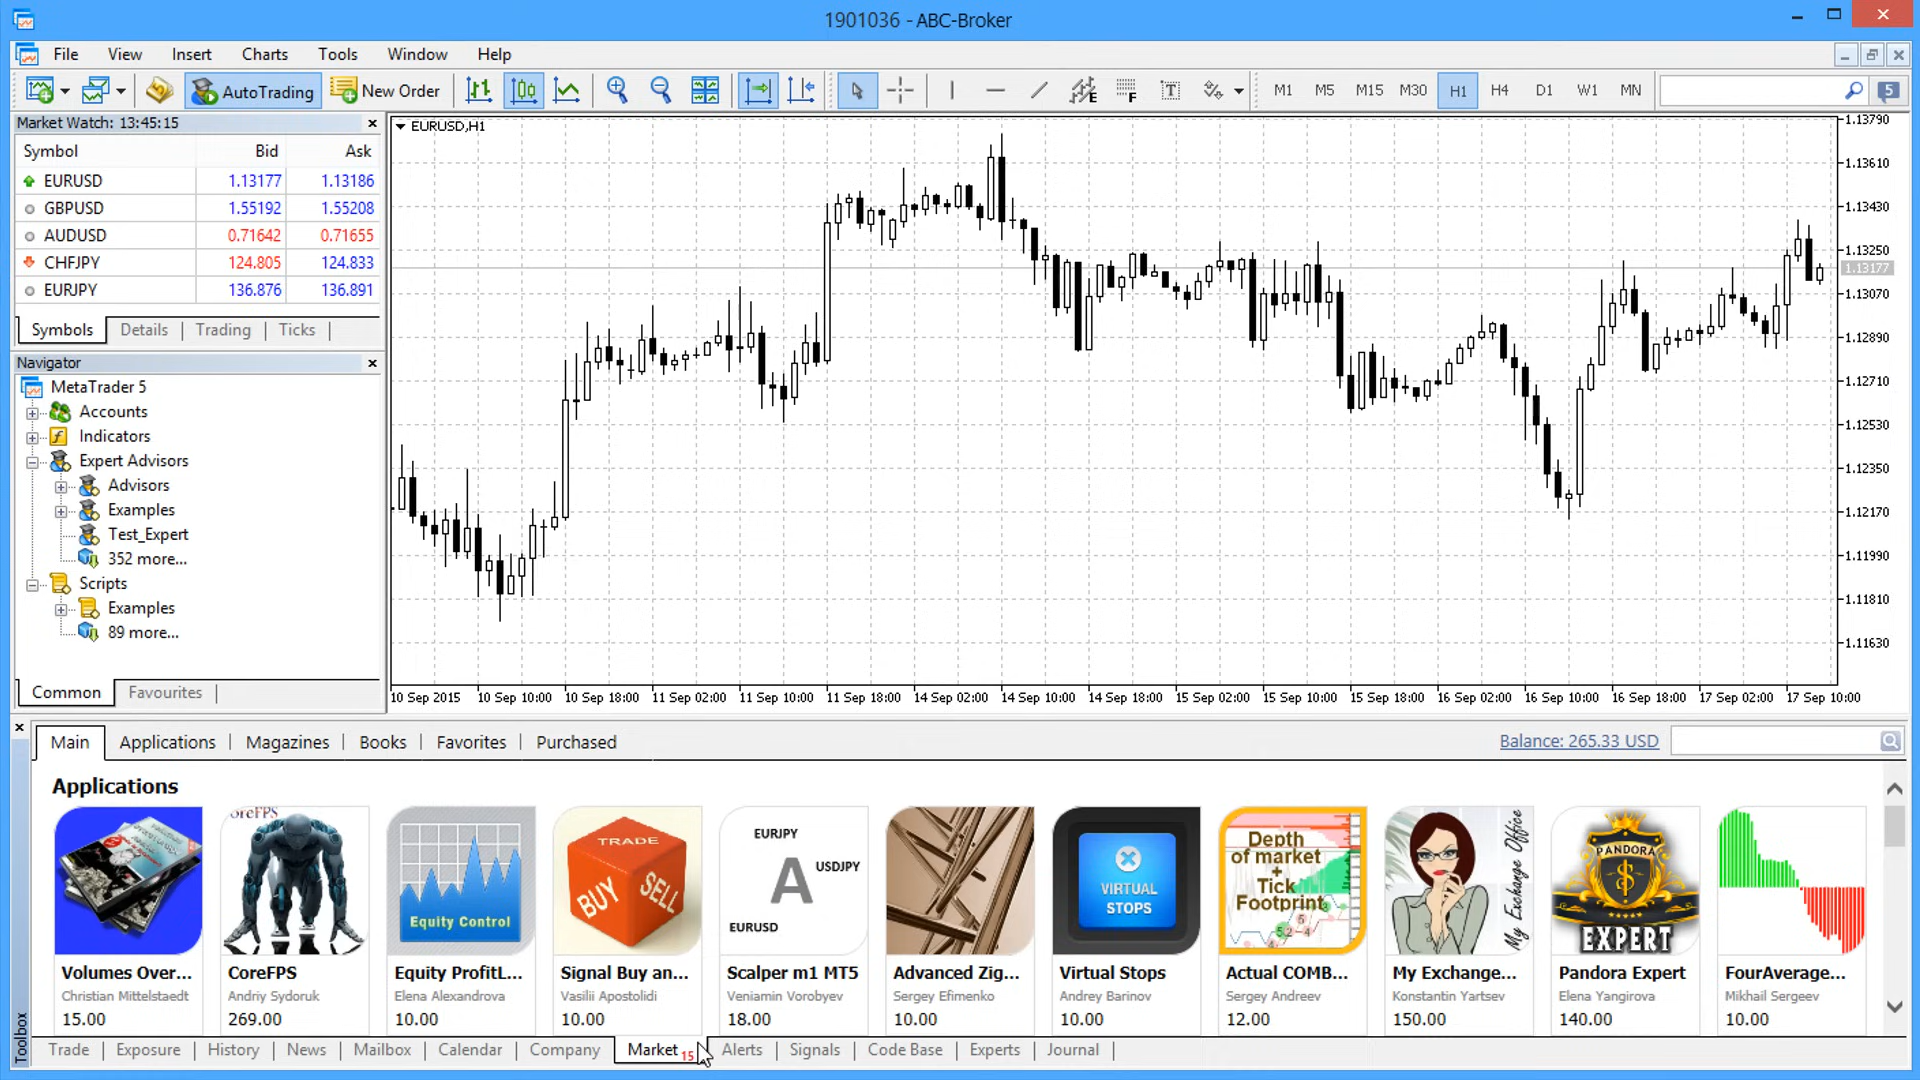 1901036 - ABC-Broker
File View Insert Charts Tools Window Help
AutoTrading New Order E F T M1 M5 M15 M30 H1 H4 D1 W1 MN 5
Market Watch: 13:45:15
Symbol Bid Ask
EURUSD 1.13177 1.13186
GBPUSD 1.55192 1.55208
AUDUSD 0.71642 0.71655
CHFJPY 124.805 124.833
EURJPY 136.876 136.891
Symbols Details Trading Ticks
Navigator
MetaTrader 5
Accounts
Indicators
Expert Advisors
Advisors
Examples
Test_Expert
352 more...
Scripts
Examples
89 more...
Common Favourites
EURUSD,H1
1.13790
1.13610
1.13430
1.13250
1.13177
1.13070
1.12890
1.12710
1.12530
1.12350
1.12170
1.11990
1.11810
1.11630
10 Sep 2015 10 Sep 10:00 10 Sep 18:00 11 Sep 02:00 11 Sep 10:00 11 Sep 18:00 14 Sep 02:00 14 Sep 10:00 14 Sep 18:00 15 Sep 02:00 15 Sep 10:00 15 Sep 18:00 16 Sep 02:00 16 Sep 10:00 16 Sep 18:00 17 Sep 02:00 17 Sep 10:00
Main Applications Magazines Books Favorites Purchased Balance: 265.33 USD
Applications
CoreFPS
Equity Control
TRADE
BUY SELL
EURJPY
A USDJPY
EURUSD
VIRTUAL
STOPS
Depth
of market
+
Tick
Footprint
My Exchange Office
PANDORA
EXPERT
Volumes Over... CoreFPS Equity ProfitL... Signal Buy an... Scalper m1 MT5 Advanced Zig... Virtual Stops Actual COMB... My Exchange... Pandora Expert FourAverage...
Christian Mittelstaedt Andriy Sydoruk Elena Alexandrova Vasilii Apostolidi Veniamin Vorobyev Sergey Efimenko Andrey Barinov Sergey Andreev Konstantin Yartsev Elena Yangirova Mikhail Sergeev
15.00 269.00 10.00 10.00 18.00 10.00 10.00 12.00 150.00 140.00 10.00
Toolbox
Trade Exposure History News Mailbox Calendar Company Market 15 Alerts Signals Code Base Experts Journal